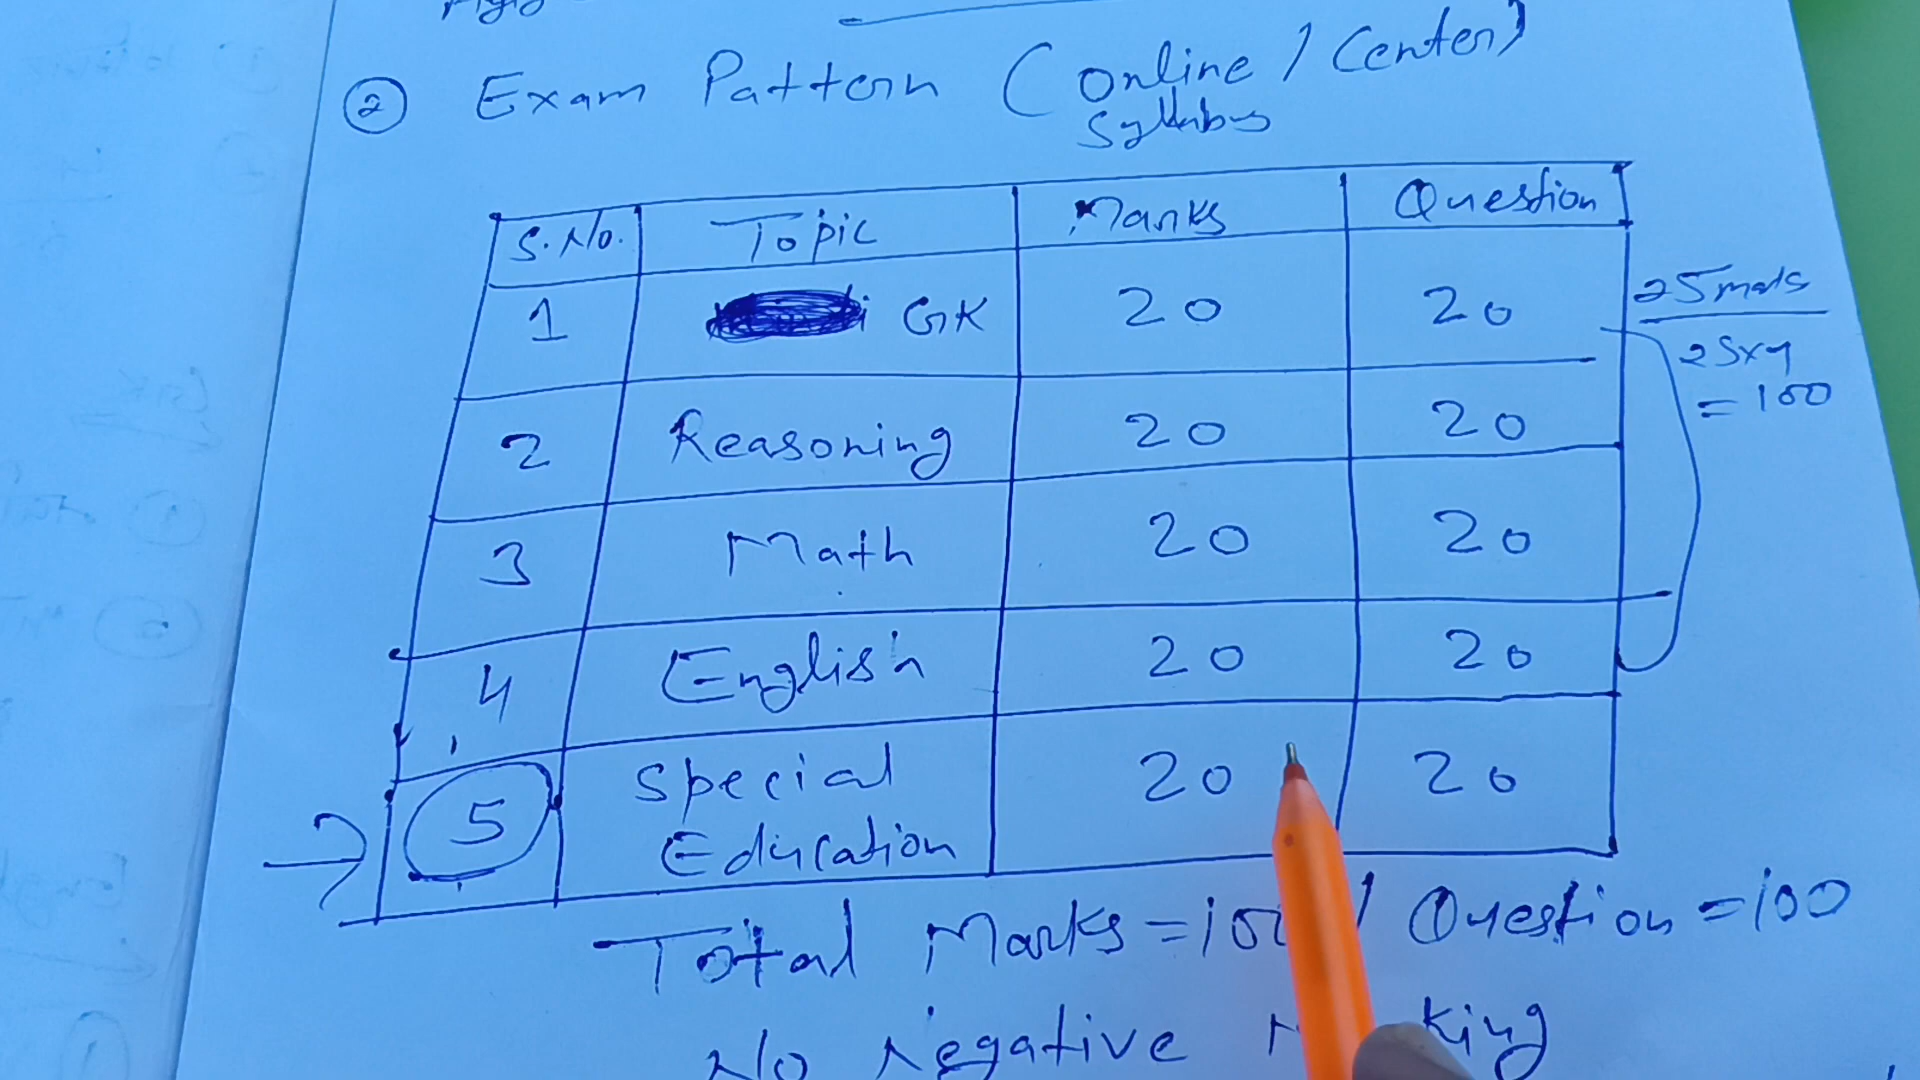 ② Exam Pattern (Online / Center)
Syllabus
S.No. Topic Marks Question
1 GK 20 20
25 marks
25x4
= 100
2 Reasoning 20 20
3 Math 20 20
4 English 20 20
5 Special Education 20 20
Total Marks = 100 / Question = 100
No Negative